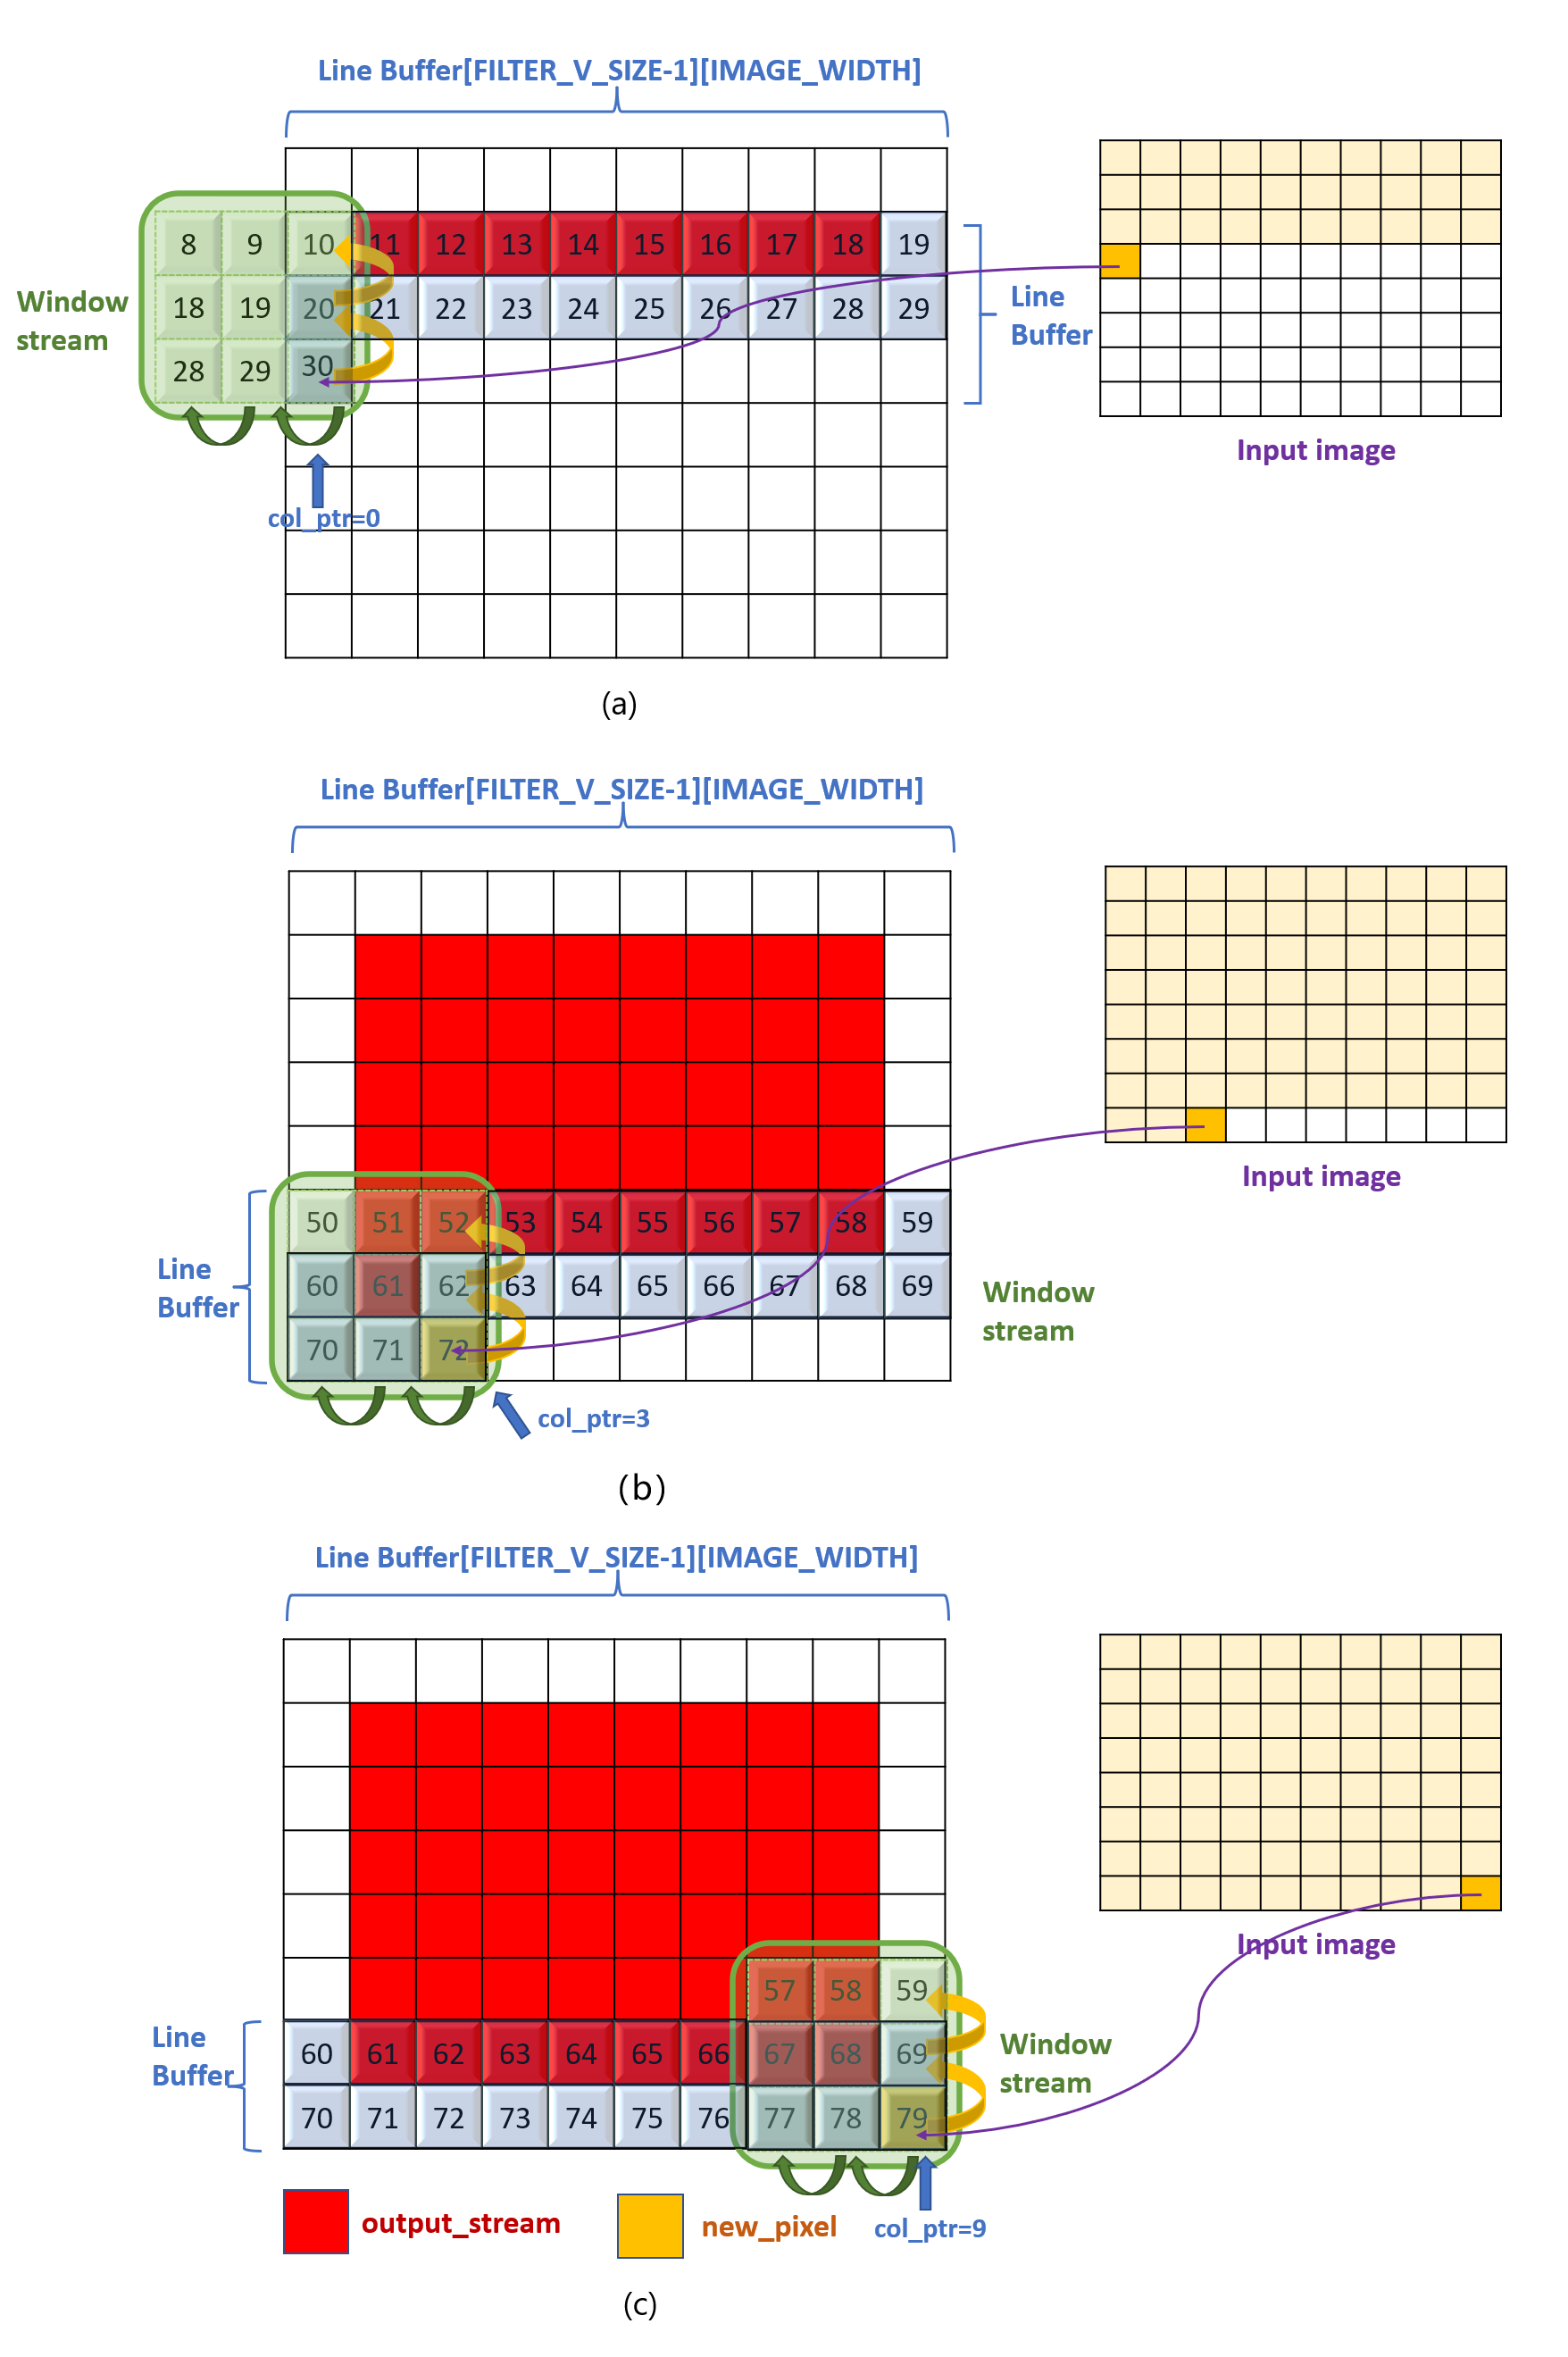 Line Buffer[FILTER_V_SIZE-1][IMAGE_WIDTH]
8 9 10 11 12 13 14 15 16 17 18 19
Window
stream
18 19 20 21 22 23 24 25 26 27 28 29
Line
Buffer
28 29 30
Input image
col_ptr=0
(a)
Line Buffer[FILTER_V_SIZE-1][IMAGE_WIDTH]
Input image
50 51 52 53 54 55 56 57 58 59
Line
Buffer
60 61 62 63 64 65 66 67 68 69
Window
stream
70 71 72
col_ptr=3
(b)
Line Buffer[FILTER_V_SIZE-1][IMAGE_WIDTH]
Input image
57 58 59
Line
Buffer
60 61 62 63 64 65 66 67 68 69
Window
stream
70 71 72 73 74 75 76 77 78 79
output_stream
new_pixel
col_ptr=9
(c)